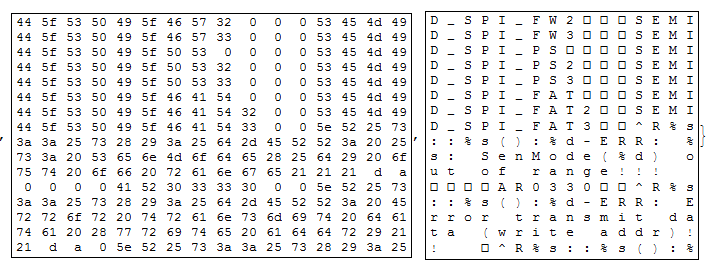 44 5f 53 50 49 5f 46 57 32 0 0 0 53 45 4d 49 D _ S P I _ F W 2 □ □ □ S E M I
44 5f 53 50 49 5f 46 57 33 0 0 0 53 45 4d 49 D _ S P I _ F W 3 □ □ □ S E M I
44 5f 53 50 49 5f 50 53 0 0 0 0 53 45 4d 49 D _ S P I _ P S □ □ □ □ S E M I
44 5f 53 50 49 5f 50 53 32 0 0 0 53 45 4d 49 D _ S P I _ P S 2 □ □ □ S E M I
44 5f 53 50 49 5f 50 53 33 0 0 0 53 45 4d 49 D _ S P I _ P S 3 □ □ □ S E M I
44 5f 53 50 49 5f 46 41 54 0 0 0 53 45 4d 49 D _ S P I _ F A T □ □ □ S E M I
44 5f 53 50 49 5f 46 41 54 32 0 0 53 45 4d 49 D _ S P I _ F A T 2 □ □ S E M I
44 5f 53 50 49 5f 46 41 54 33 0 0 5e 52 25 73 , D _ S P I _ F A T 3 □ □ ^ R % s }
, 3a 3a 25 73 28 29 3a 25 64 2d 45 52 52 3a 20 25 : : % s ( ) : % d - E R R : %
73 3a 20 53 65 6e 4d 6f 64 65 28 25 64 29 20 6f s : S e n M o d e ( % d ) o
75 74 20 6f 66 20 72 61 6e 67 65 21 21 21 d a u t o f r a n g e ! ! !
0 0 0 0 41 52 30 33 33 30 0 0 5e 52 25 73 □ □ □ □ A R 0 3 3 0 □ □ ^ R % s
3a 3a 25 73 28 29 3a 25 64 2d 45 52 52 3a 20 45 : : % s ( ) : % d - E R R : E
72 72 6f 72 20 74 72 61 6e 73 6d 69 74 20 64 61 r r o r t r a n s m i t d a
74 61 20 28 77 72 69 74 65 20 61 64 64 72 29 21 t a ( w r i t e a d d r ) !
21 d a 0 5e 52 25 73 3a 3a 25 73 28 29 3a 25 ! □ ^ R % s : : % s ( ) : %